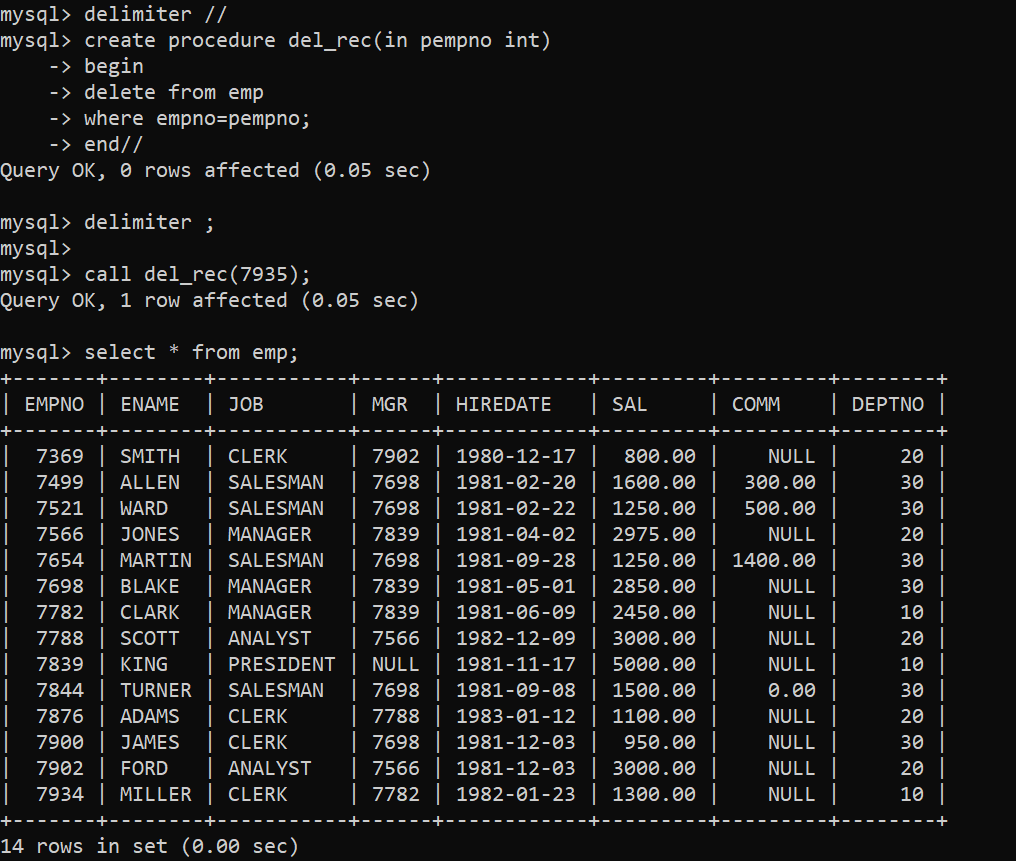 mysql> delimiter //
mysql> create procedure del_rec(in pempno int)
    -> begin
    -> delete from emp
    -> where empno=pempno;
    -> end//
Query OK, 0 rows affected (0.05 sec)

mysql> delimiter ;
mysql>
mysql> call del_rec(7935);
Query OK, 1 row affected (0.05 sec)

mysql> select * from emp;
+-------+--------+-----------+------+------------+---------+---------+--------+
| EMPNO | ENAME  | JOB       | MGR  | HIREDATE   | SAL     | COMM    | DEPTNO |
+-------+--------+-----------+------+------------+---------+---------+--------+
|  7369 | SMITH  | CLERK     | 7902 | 1980-12-17 |  800.00 |    NULL |     20 |
|  7499 | ALLEN  | SALESMAN  | 7698 | 1981-02-20 | 1600.00 |  300.00 |     30 |
|  7521 | WARD   | SALESMAN  | 7698 | 1981-02-22 | 1250.00 |  500.00 |     30 |
|  7566 | JONES  | MANAGER   | 7839 | 1981-04-02 | 2975.00 |    NULL |     20 |
|  7654 | MARTIN | SALESMAN  | 7698 | 1981-09-28 | 1250.00 | 1400.00 |     30 |
|  7698 | BLAKE  | MANAGER   | 7839 | 1981-05-01 | 2850.00 |    NULL |     30 |
|  7782 | CLARK  | MANAGER   | 7839 | 1981-06-09 | 2450.00 |    NULL |     10 |
|  7788 | SCOTT  | ANALYST   | 7566 | 1982-12-09 | 3000.00 |    NULL |     20 |
|  7839 | KING   | PRESIDENT | NULL | 1981-11-17 | 5000.00 |    NULL |     10 |
|  7844 | TURNER | SALESMAN  | 7698 | 1981-09-08 | 1500.00 |    0.00 |     30 |
|  7876 | ADAMS  | CLERK     | 7788 | 1983-01-12 | 1100.00 |    NULL |     20 |
|  7900 | JAMES  | CLERK     | 7698 | 1981-12-03 |  950.00 |    NULL |     30 |
|  7902 | FORD   | ANALYST   | 7566 | 1981-12-03 | 3000.00 |    NULL |     20 |
|  7934 | MILLER | CLERK     | 7782 | 1982-01-23 | 1300.00 |    NULL |     10 |
+-------+--------+-----------+------+------------+---------+---------+--------+
14 rows in set (0.00 sec)